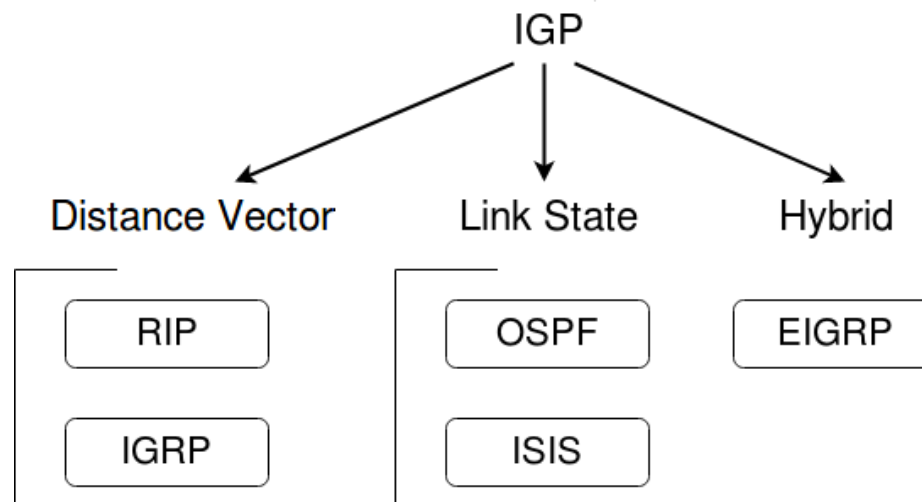 IGP
Distance Vector
Link State
Hybrid
RIP
OSPF
EIGRP
IGRP
ISIS